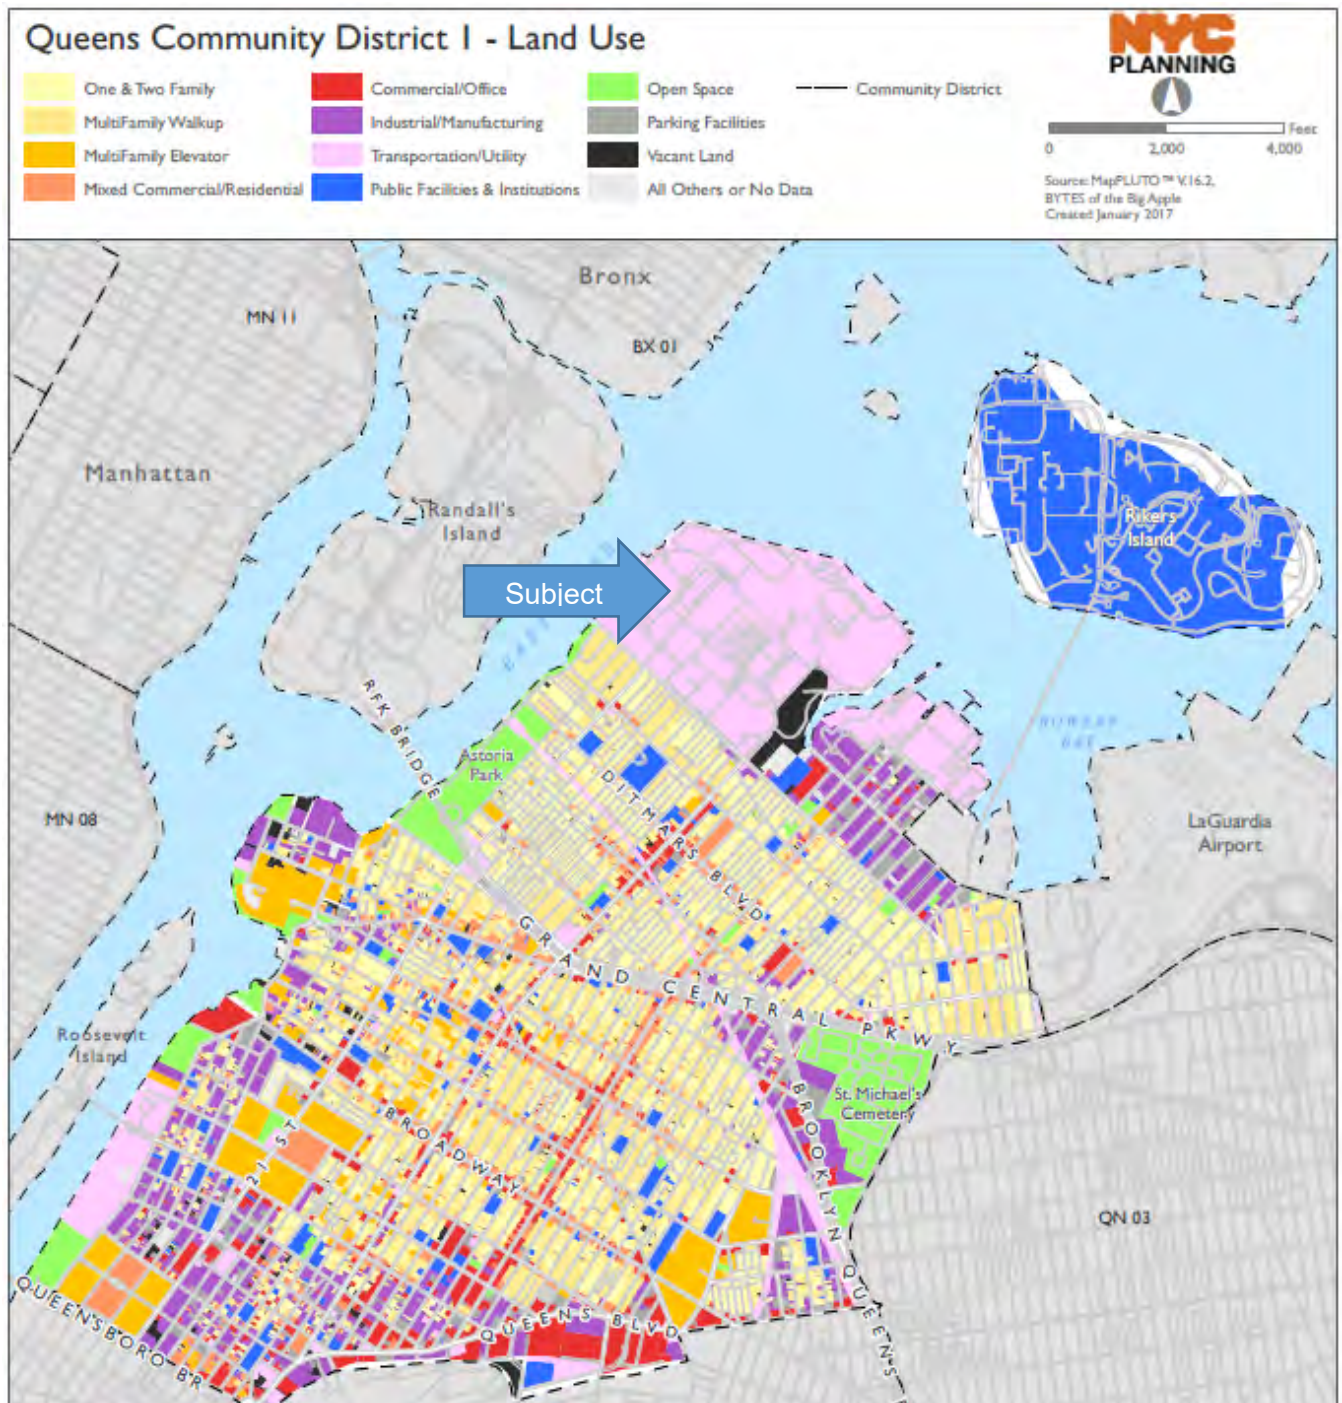 Queens Community District 1 - Land Use
NYC
PLANNING
One & Two Family
MultiFamily Walkup
MultiFamily Elevator
Mixed Commercial/Residential
Commercial/Office
Industrial/Manufacturing
Transportation/Utility
Public Facilities & Institutions
Open Space
Parking Facilities
Vacant Land
All Others or No Data
Community District
Feet
0 2,000 4,000
Source: MapPLUTO™ V.16.2,
BYTES of the Big Apple
Created January 2017
Bronx
MN 11
BX 01
Manhattan
Randall's
Island
Rikers
Island
Subject
RFK BRIDGE
BOWERY
BAY
Astoria
Park
DITMARS BLVD
MN 08
LaGuardia
Airport
GRAND CENTRAL PKWY
Roosevelt
Island
St. Michael's
Cemetery
BROADWAY
21 ST
BROOKLYN QUEENS
QN 03
QUEENSBORO BR
QUEENS BLVD